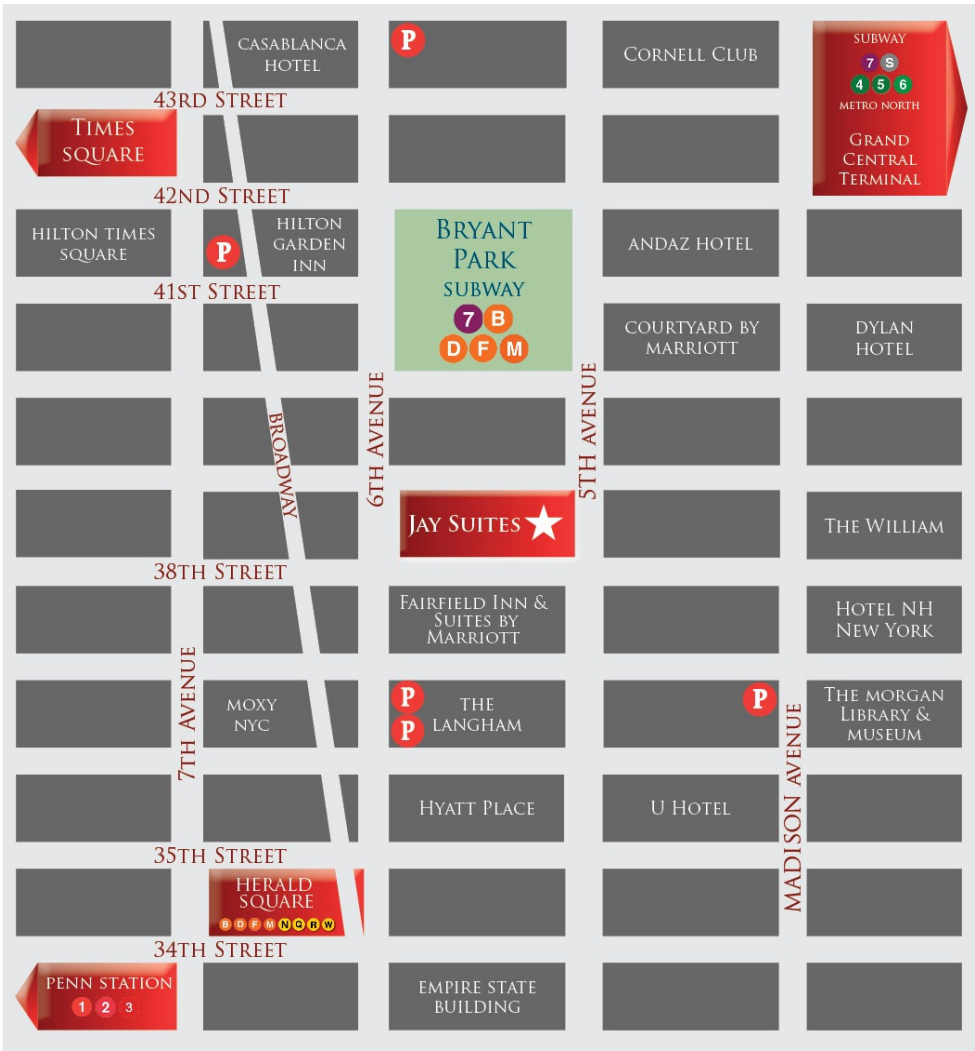 CASABLANCA
HOTEL
P
CORNELL CLUB
SUBWAY
7 S
4 5 6
METRO NORTH
GRAND
CENTRAL
TERMINAL
43RD STREET
TIMES
SQUARE
42ND STREET
HILTON TIMES
SQUARE
P
HILTON
GARDEN
INN
BRYANT
PARK
SUBWAY
7 B
D F M
ANDAZ HOTEL
41ST STREET
COURTYARD BY
MARRIOTT
DYLAN
HOTEL
BROADWAY
6TH AVENUE
5TH AVENUE
JAY SUITES
THE WILLIAM
38TH STREET
FAIRFIELD INN &
SUITES BY
MARRIOTT
HOTEL NH
NEW YORK
7TH AVENUE
MOXY
NYC
P
P
THE
LANGHAM
P
THE MORGAN
LIBRARY &
MUSEUM
MADISON AVENUE
HYATT PLACE
U HOTEL
35TH STREET
HERALD
SQUARE
B D F M N Q R W
34TH STREET
PENN STATION
1 2 3
EMPIRE STATE
BUILDING